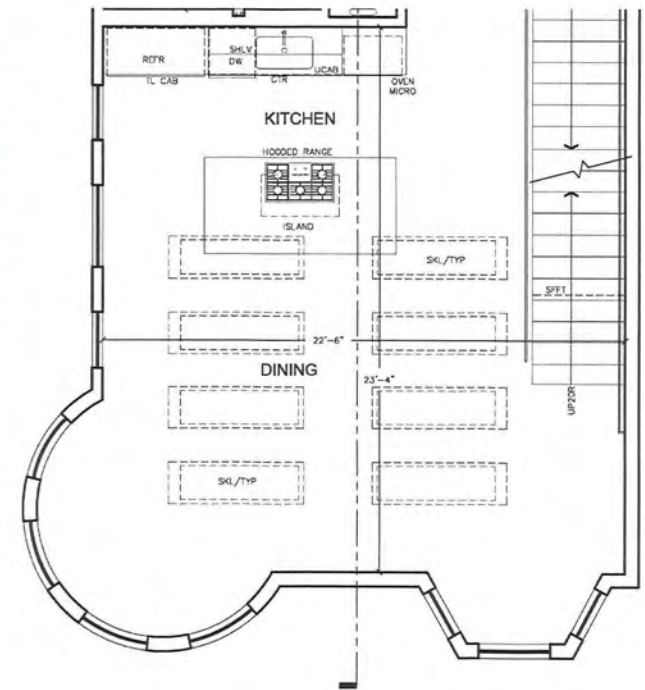 REFR
SHLV
DW
TL CAB
CTR
UCAB
OVEN
MICRO
KITCHEN
HOODED RANGE
ISLAND
SKL/TYP
SFFT
22'-6"
DINING
23'-4"
UP20R
SKL/TYP